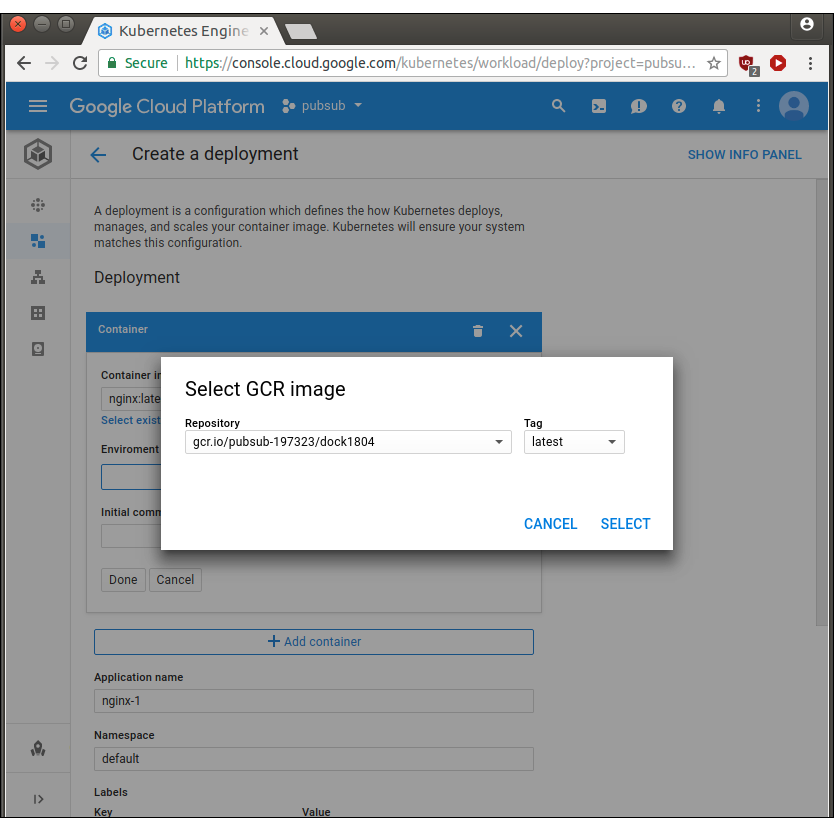 Kubernetes Engine
Secure
https://console.cloud.google.com/kubernetes/workload/deploy?project=pubsu...
2
Google Cloud Platform
pubsub
Create a deployment
SHOW INFO PANEL
A deployment is a configuration which defines the how Kubernetes deploys,
manages, and scales your container image. Kubernetes will ensure your system
matches this configuration.
Deployment
Container
Container im
nginx:late
Select exist
Enviroment
Initial comm
Select GCR image
Repository
Tag
gcr.io/pubsub-197323/dock1804
latest
CANCEL
SELECT
Done
Cancel
Add container
Application name
nginx-1
Namespace
default
Labels
Key
Value